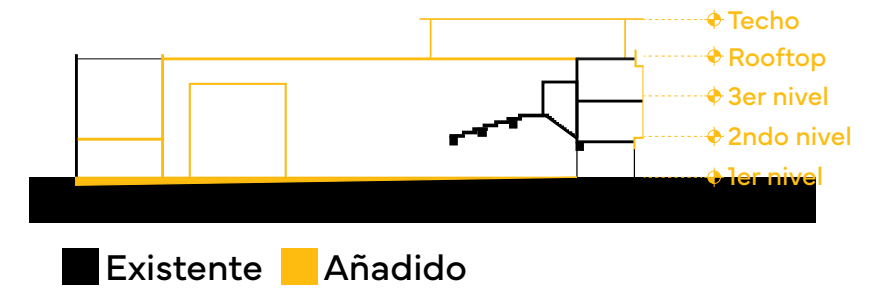 Techo
Rooftop
3er nivel
2ndo nivel
1er nivel
Existente
Añadido